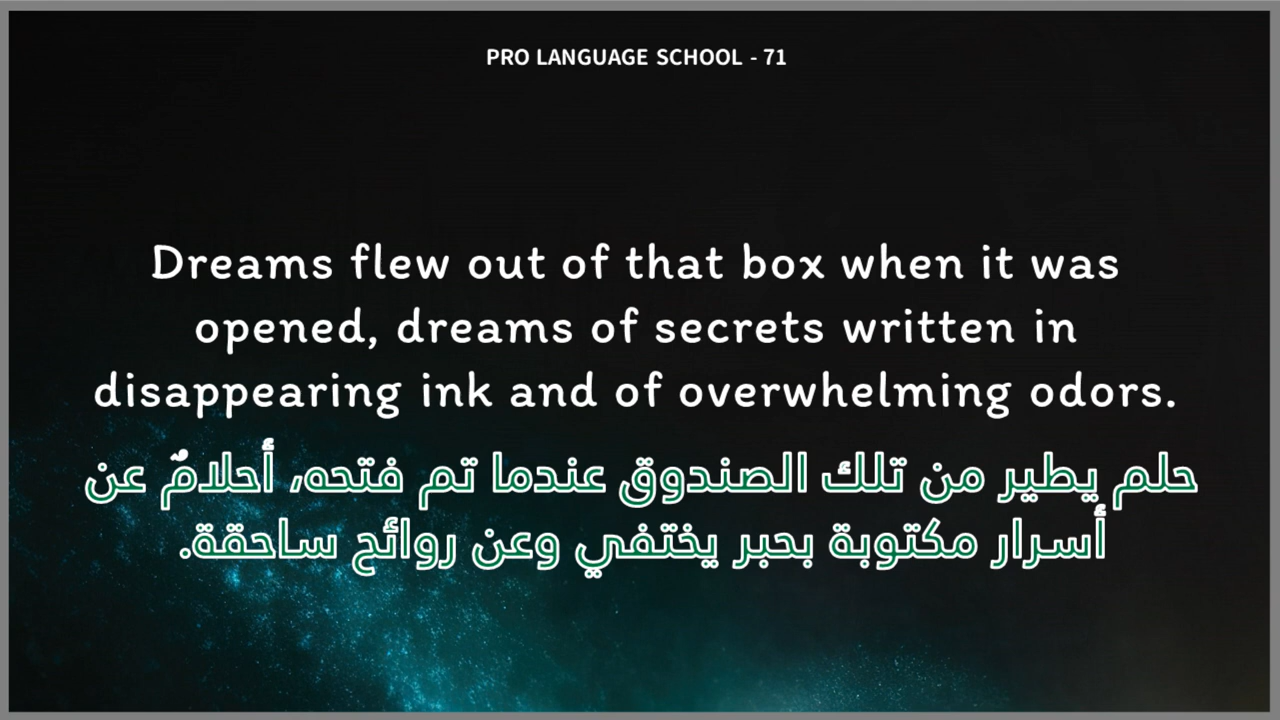 PRO LANGUAGE SCHOOL - 71
Dreams flew out of that box when it was
opened, dreams of secrets written in
disappearing ink and of overwhelming odors.
حلم يطير من تلك الصندوق عندما تم فتحه، أحلامٌ عن
أسرار مكتوبة بحبر يختفي وعن روائح ساحقة.